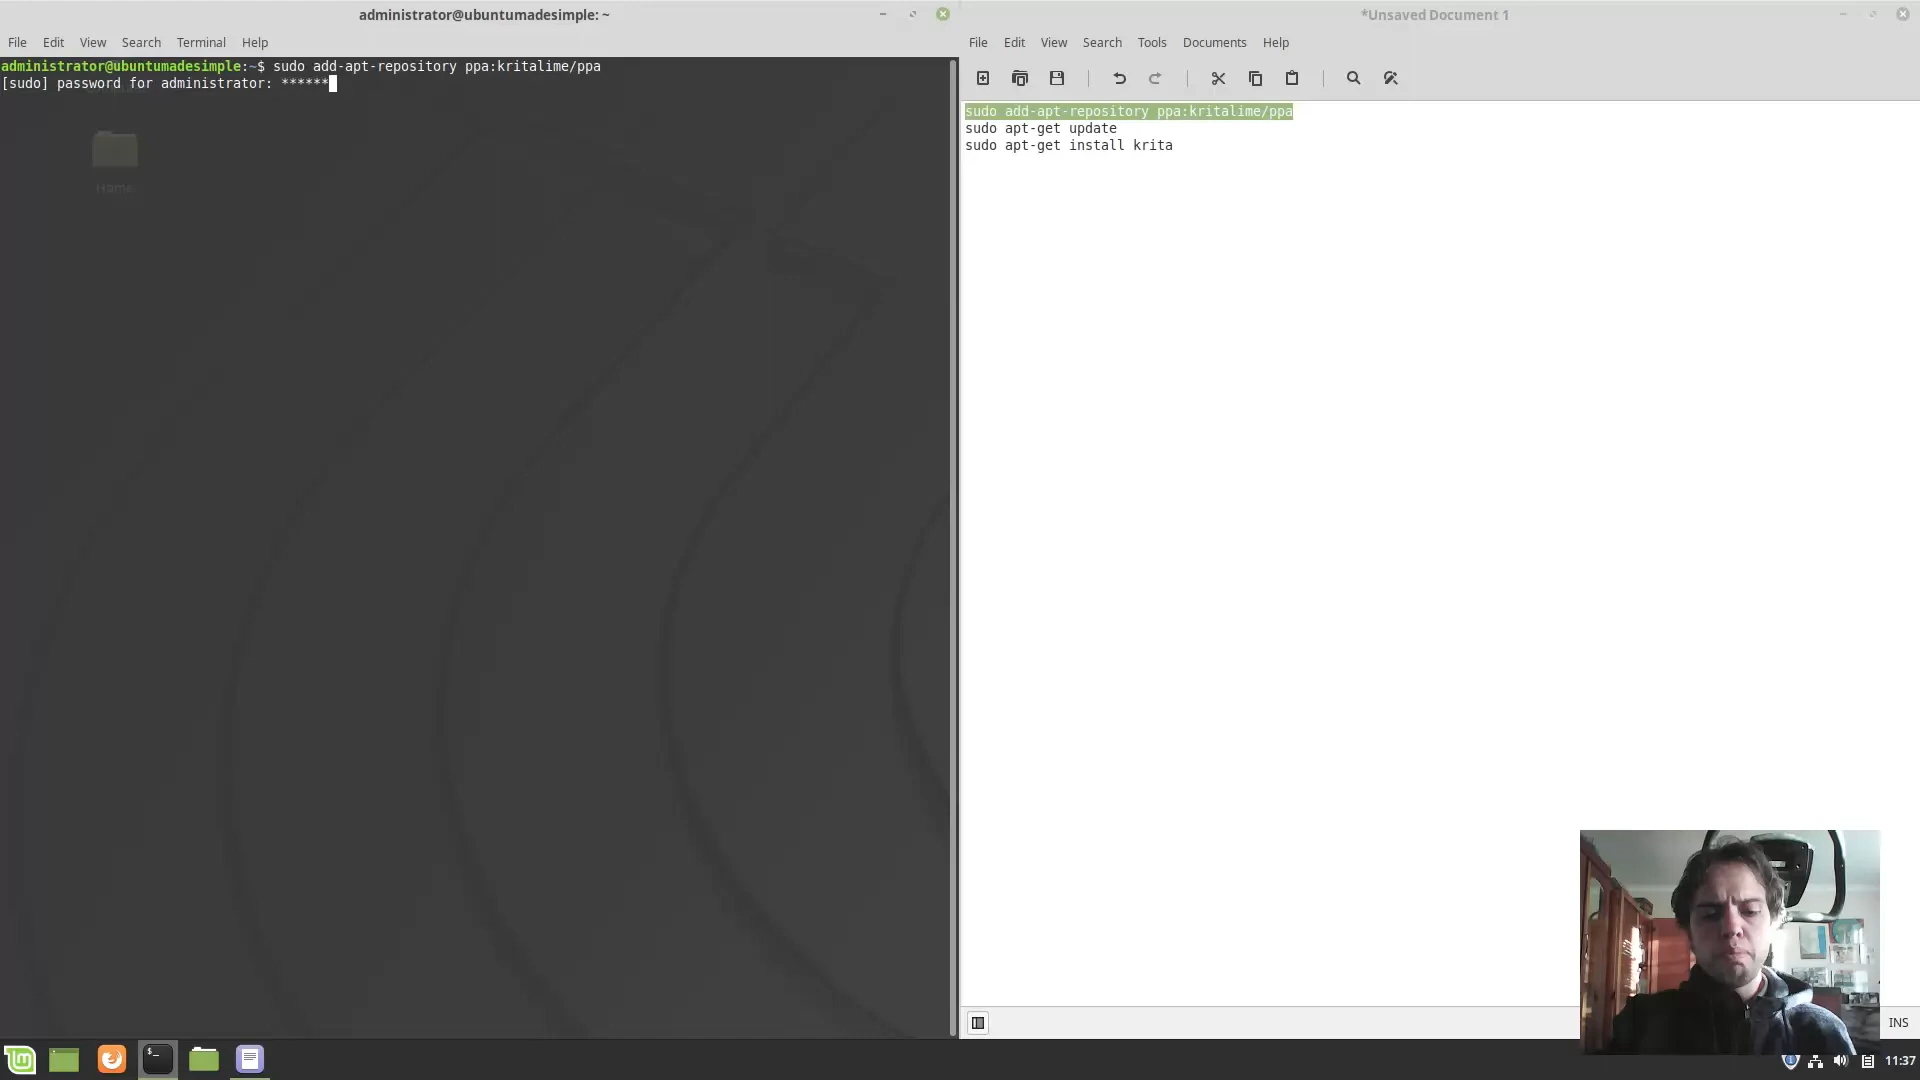 administrator@ubuntumadesimple: ~
File Edit View Search Terminal Help
administrator@ubuntumadesimple:~$ sudo add-apt-repository ppa:kritalime/ppa
[sudo] password for administrator: ******
Home
*Unsaved Document 1
File Edit View Search Tools Documents Help
sudo add-apt-repository ppa:kritalime/ppa
sudo apt-get update
sudo apt-get install krita
INS
11:37